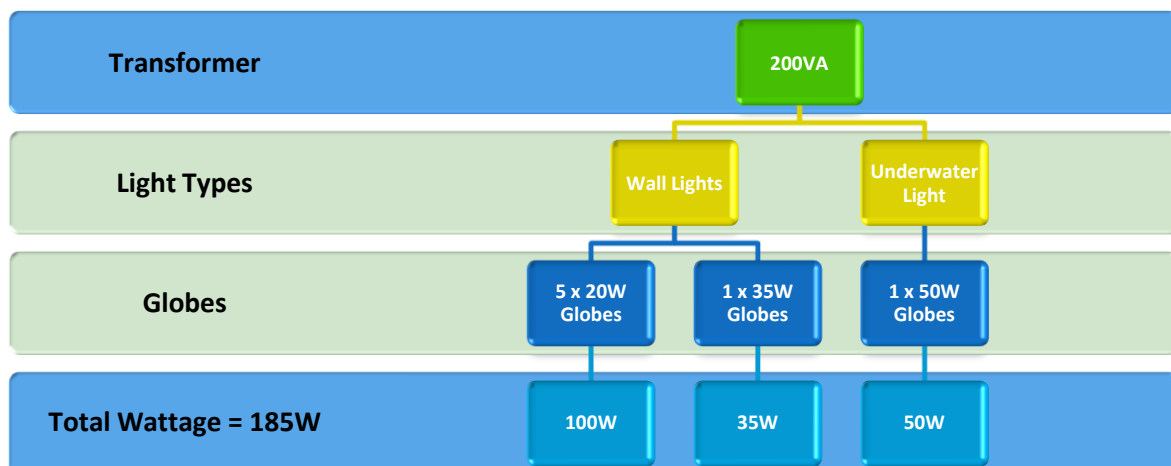 Transformer
200VA
Light Types
Wall Lights
Underwater
Light
Globes
5 x 20W
Globes
1 x 35W
Globes
1 x 50W
Globes
Total Wattage = 185W
100W
35W
50W